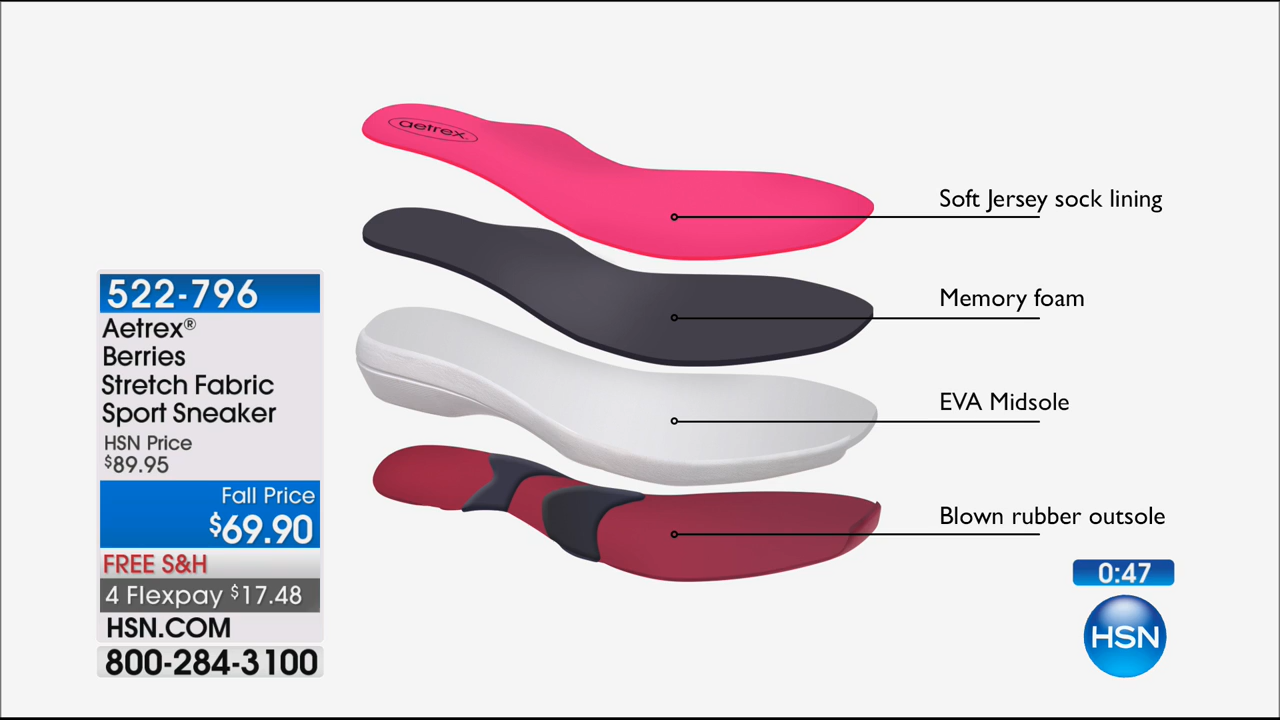 aetrex
Soft Jersey sock lining
Memory foam
EVA Midsole
Blown rubber outsole
522-796
Aetrex®
Berries
Stretch Fabric
Sport Sneaker
HSN Price
$89.95
Fall Price
$69.90
FREE S&H
4 Flexpay $17.48
HSN.COM
800-284-3100
0:47
HSN